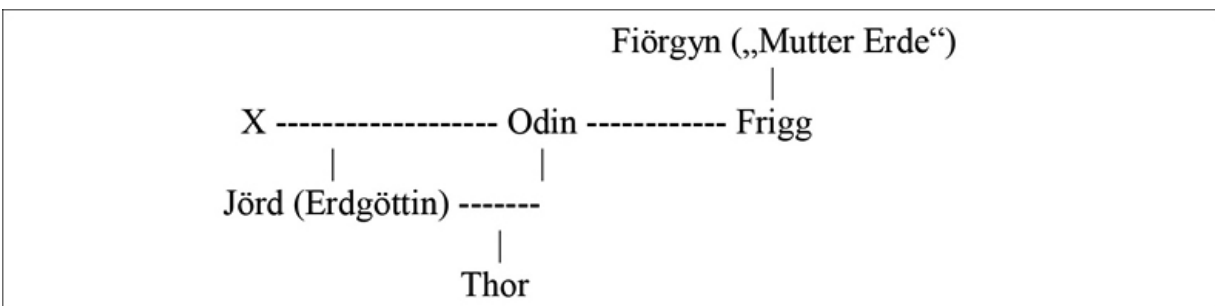 Fiörgyn („Mutter Erde“)
|
X ------------------- Odin ------------ Frigg
| |
Jörd (Erdgöttin) -------
|
Thor